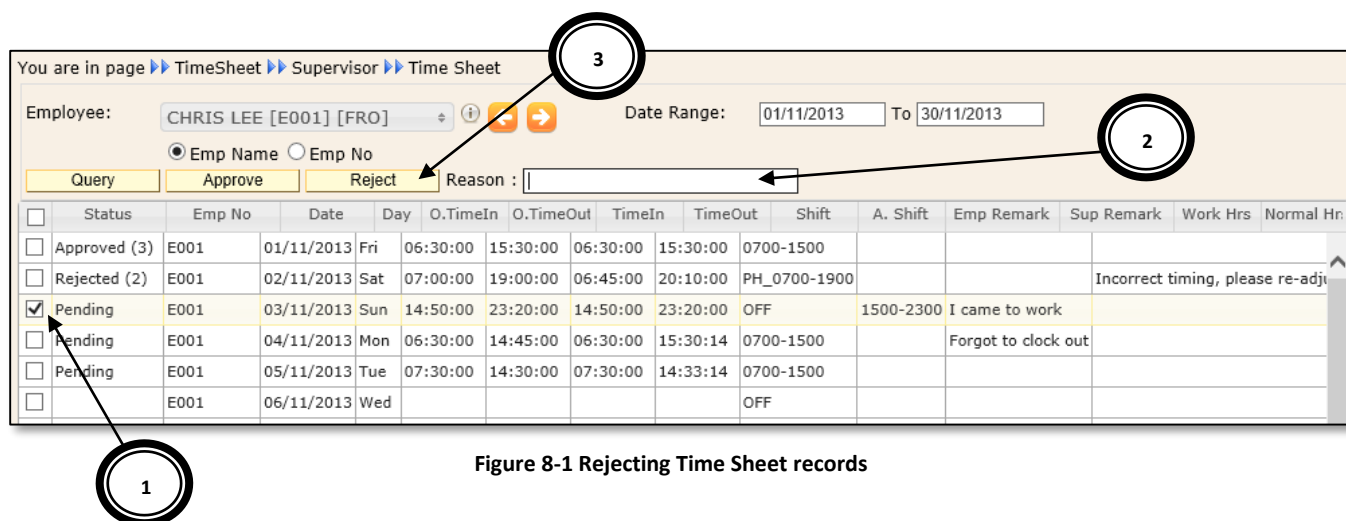 3
You are in page TimeSheet Supervisor Time Sheet
Employee: CHRIS LEE [E001] [FRO] Date Range: 01/11/2013 To 30/11/2013
2
Emp Name Emp No
Query Approve Reject Reason :
Status Emp No Date Day O.TimeIn O.TimeOut TimeIn TimeOut Shift A. Shift Emp Remark Sup Remark Work Hrs Normal Hr
Approved (3) E001 01/11/2013 Fri 06:30:00 15:30:00 06:30:00 15:30:00 0700-1500
Rejected (2) E001 02/11/2013 Sat 07:00:00 19:00:00 06:45:00 20:10:00 PH_0700-1900 Incorrect timing, please re-adju
Pending E001 03/11/2013 Sun 14:50:00 23:20:00 14:50:00 23:20:00 OFF 1500-2300 I came to work
Pending E001 04/11/2013 Mon 06:30:00 14:45:00 06:30:00 15:30:14 0700-1500 Forgot to clock out
Pending E001 05/11/2013 Tue 07:30:00 14:30:00 07:30:00 14:33:14 0700-1500
E001 06/11/2013 Wed OFF
Figure 8-1 Rejecting Time Sheet records
1